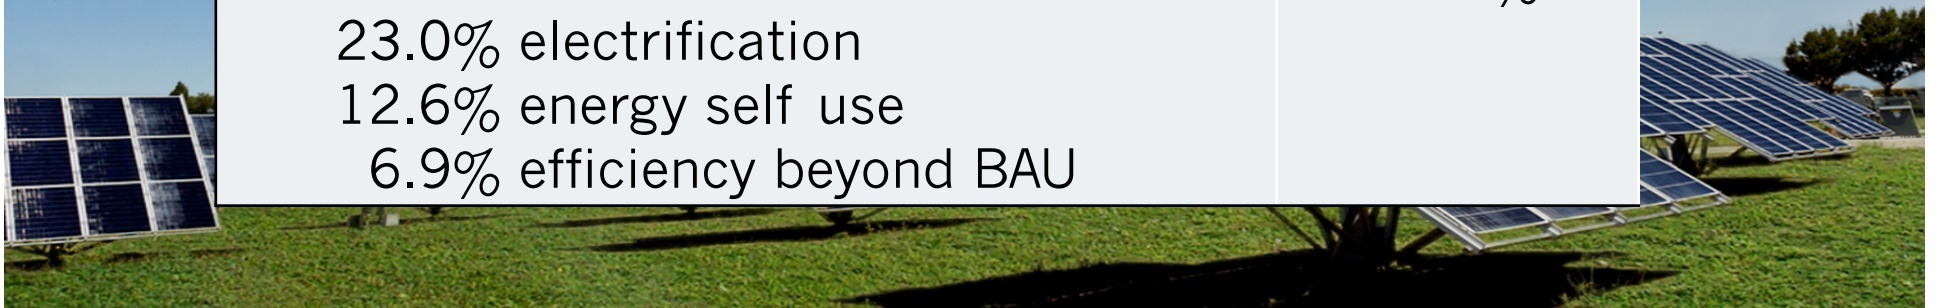 %
23.0% electrification
12.6% energy self use
6.9% efficiency beyond BAU